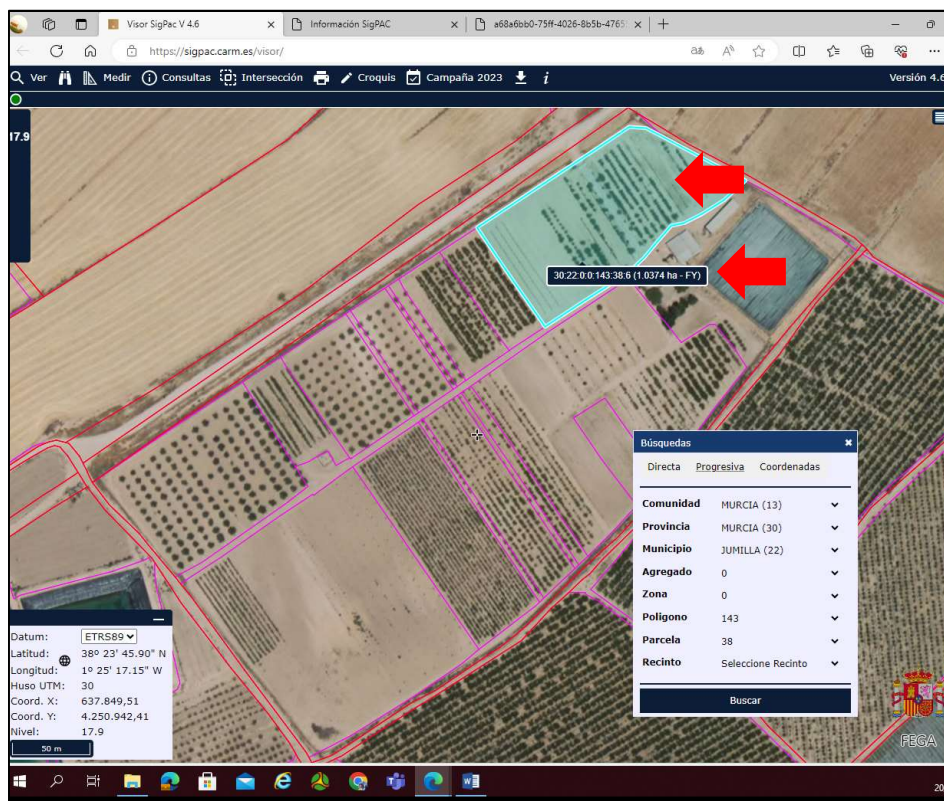 Visor SigPac V 4.6
Información SigPAC
a68a6bb0-75ff-4026-8b5b-4765
https://sigpac.carm.es/visor/
Ver Medir Consultas Intersección Croquis Campaña 2023 i Versión 4.6
17.9
30:22:0:0:143:38:6 (1.0374 ha - FY)
Búsquedas
Directa Progresiva Coordenadas
Comunidad MURCIA (13)
Provincia MURCIA (30)
Municipio JUMILLA (22)
Agregado 0
Zona 0
Poligono 143
Parcela 38
Recinto Seleccione Recinto
Buscar
Datum: ETRS89
Latitud: 38º 23' 45.90" N
Longitud: 1º 25' 17.15" W
Huso UTM: 30
Coord. X: 637.849,51
Coord. Y: 4.250.942,41
Nivel: 17.9
50 m
FEGA
20